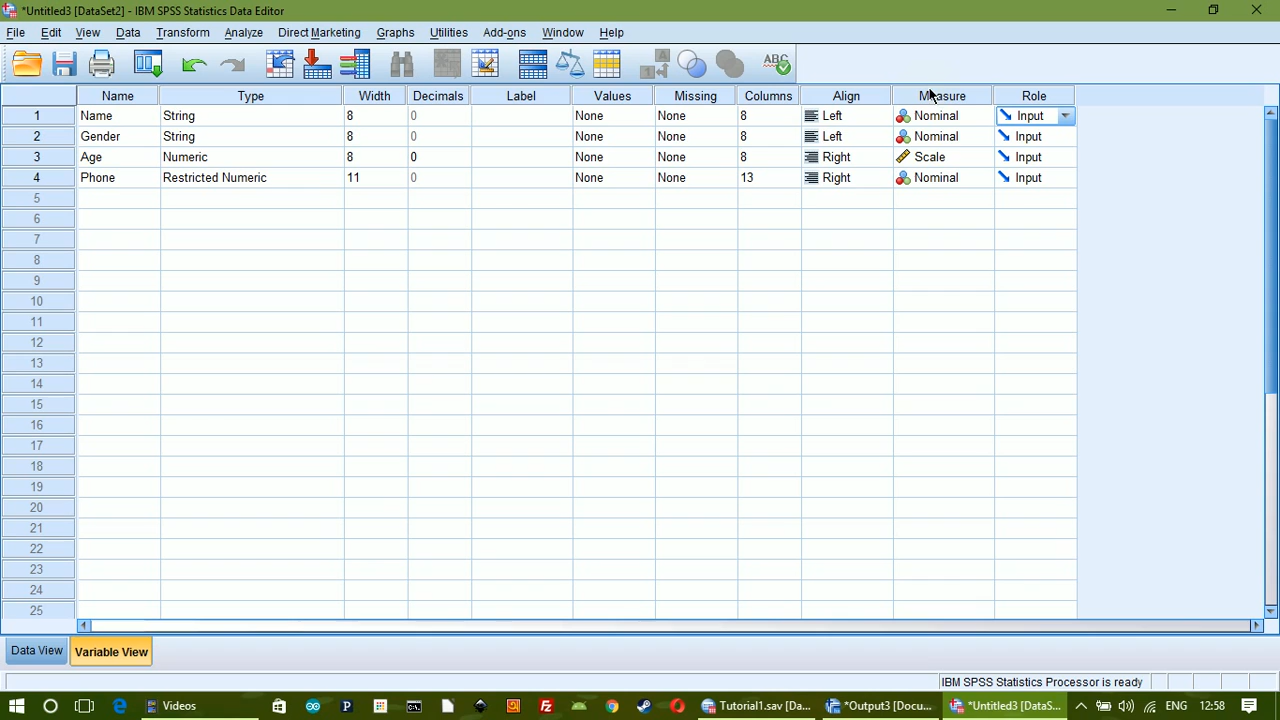 *Untitled3 [DataSet2] - IBM SPSS Statistics Data Editor
File Edit View Data Transform Analyze Direct Marketing Graphs Utilities Add-ons Window Help
ABC
Name Type Width Decimals Label Values Missing Columns Align Measure Role
1 Name String 8 0 None None 8 Left Nominal Input
2 Gender String 8 0 None None 8 Left Nominal Input
3 Age Numeric 8 0 None None 8 Right Scale Input
4 Phone Restricted Numeric 11 0 None None 13 Right Nominal Input
5
6
7
8
9
10
11
12
13
14
15
16
17
18
19
20
21
22
23
24
25
Data View Variable View
IBM SPSS Statistics Processor is ready
Videos Tutorial1.sav [Da... *Output3 [Docu... *Untitled3 [DataS... ENG 12:58